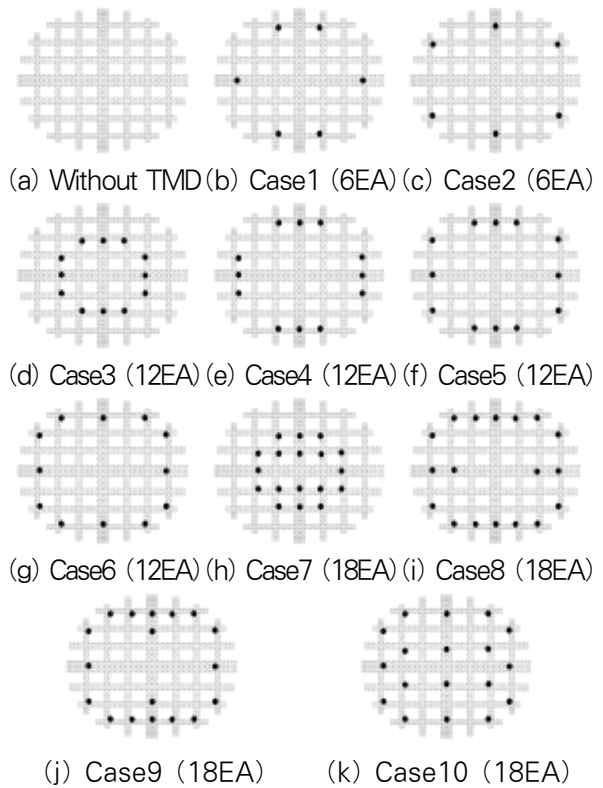 (a) Without TMD (b) Case1 (6EA) (c) Case2 (6EA)
(d) Case3 (12EA) (e) Case4 (12EA) (f) Case5 (12EA)
(g) Case6 (12EA) (h) Case7 (18EA) (i) Case8 (18EA)
(j) Case9 (18EA) (k) Case10 (18EA)